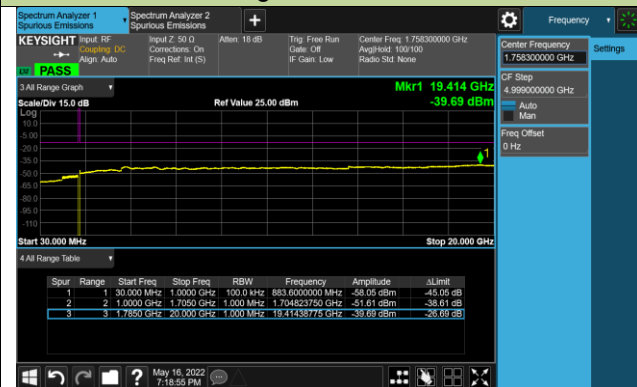 Spectrum Analyzer 1
Spurious Emissions
Spectrum Analyzer 2
Spurious Emissions
+
Frequency
KEYSIGHT
Input: RF
Coupling: DC
Align: Auto
Input Z: 50 Ω
Corrections: On
Freq Ref: Int (S)
Atten: 18 dB
Trig: Free Run
Gate: Off
IF Gain: Low
Center Freq: 1.758300000 GHz
Avg|Hold: 100/100
Radio Std: None
PASS
Center Frequency
1.758300000 GHz
Settings
CF Step
4.999000000 GHz
Auto
Man
Freq Offset
0 Hz
3 All Range Graph
Mkr1 19.414 GHz
Scale/Div 15.0 dB
Ref Value 25.00 dBm
-39.69 dBm
Log
10.0
-5.00
-20.0
-35.0
-50.0
-65.0
-80.0
-95.0
-110
1
Start 30.000 MHz
Stop 20.000 GHz
4 All Range Table
Spur Range Start Freq Stop Freq RBW Frequency Amplitude ΔLimit
1 1 30.000 MHz 1.0000 GHz 100.0 kHz 883.6000000 MHz -58.05 dBm -45.05 dB
2 2 1.0000 GHz 1.7050 GHz 1.000 MHz 1.704823750 GHz -51.61 dBm -38.61 dB
3 3 1.7850 GHz 20.000 GHz 1.000 MHz 19.41438775 GHz -39.69 dBm -26.69 dB
?
May 16, 2022
7:18:55 PM